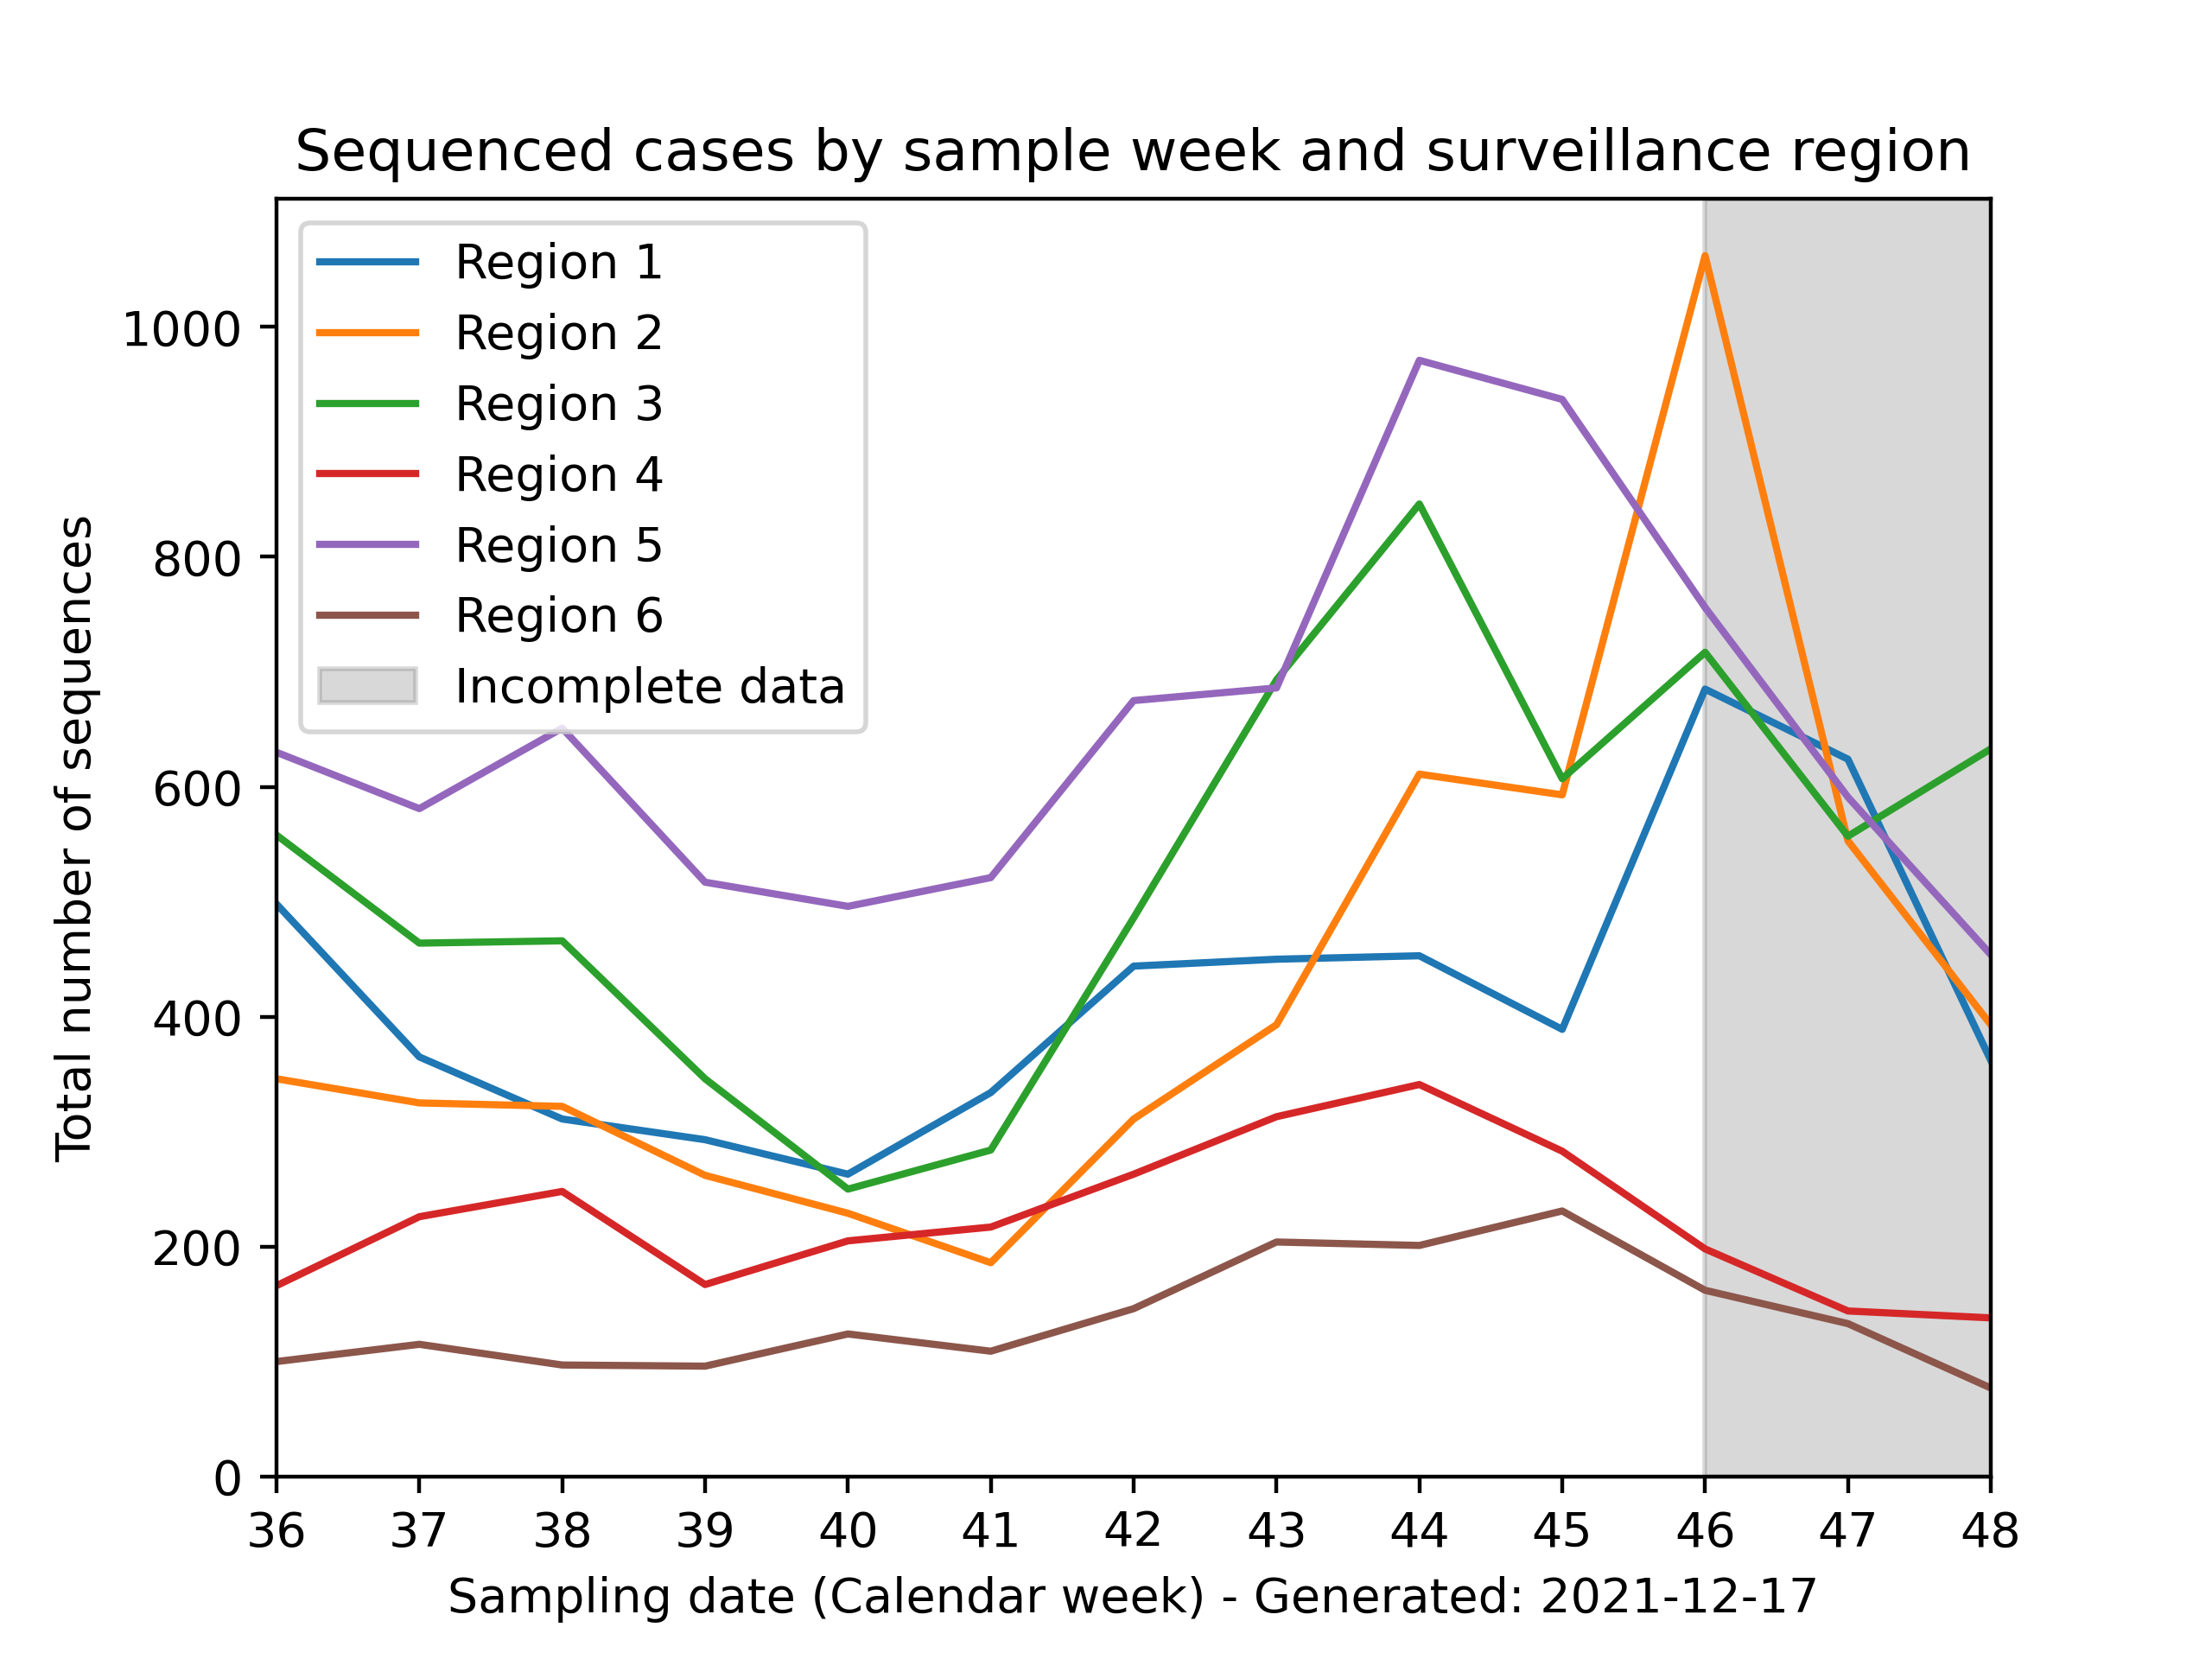 Sequenced cases by sample week and surveillance region
Region 1
Region 2
Region 3
Region 4
Region 5
Region 6
Incomplete data
Total number of sequences
1000
800
600
400
200
0
36 37 38 39 40 41 42 43 44 45 46 47 48
Sampling date (Calendar week) - Generated: 2021-12-17